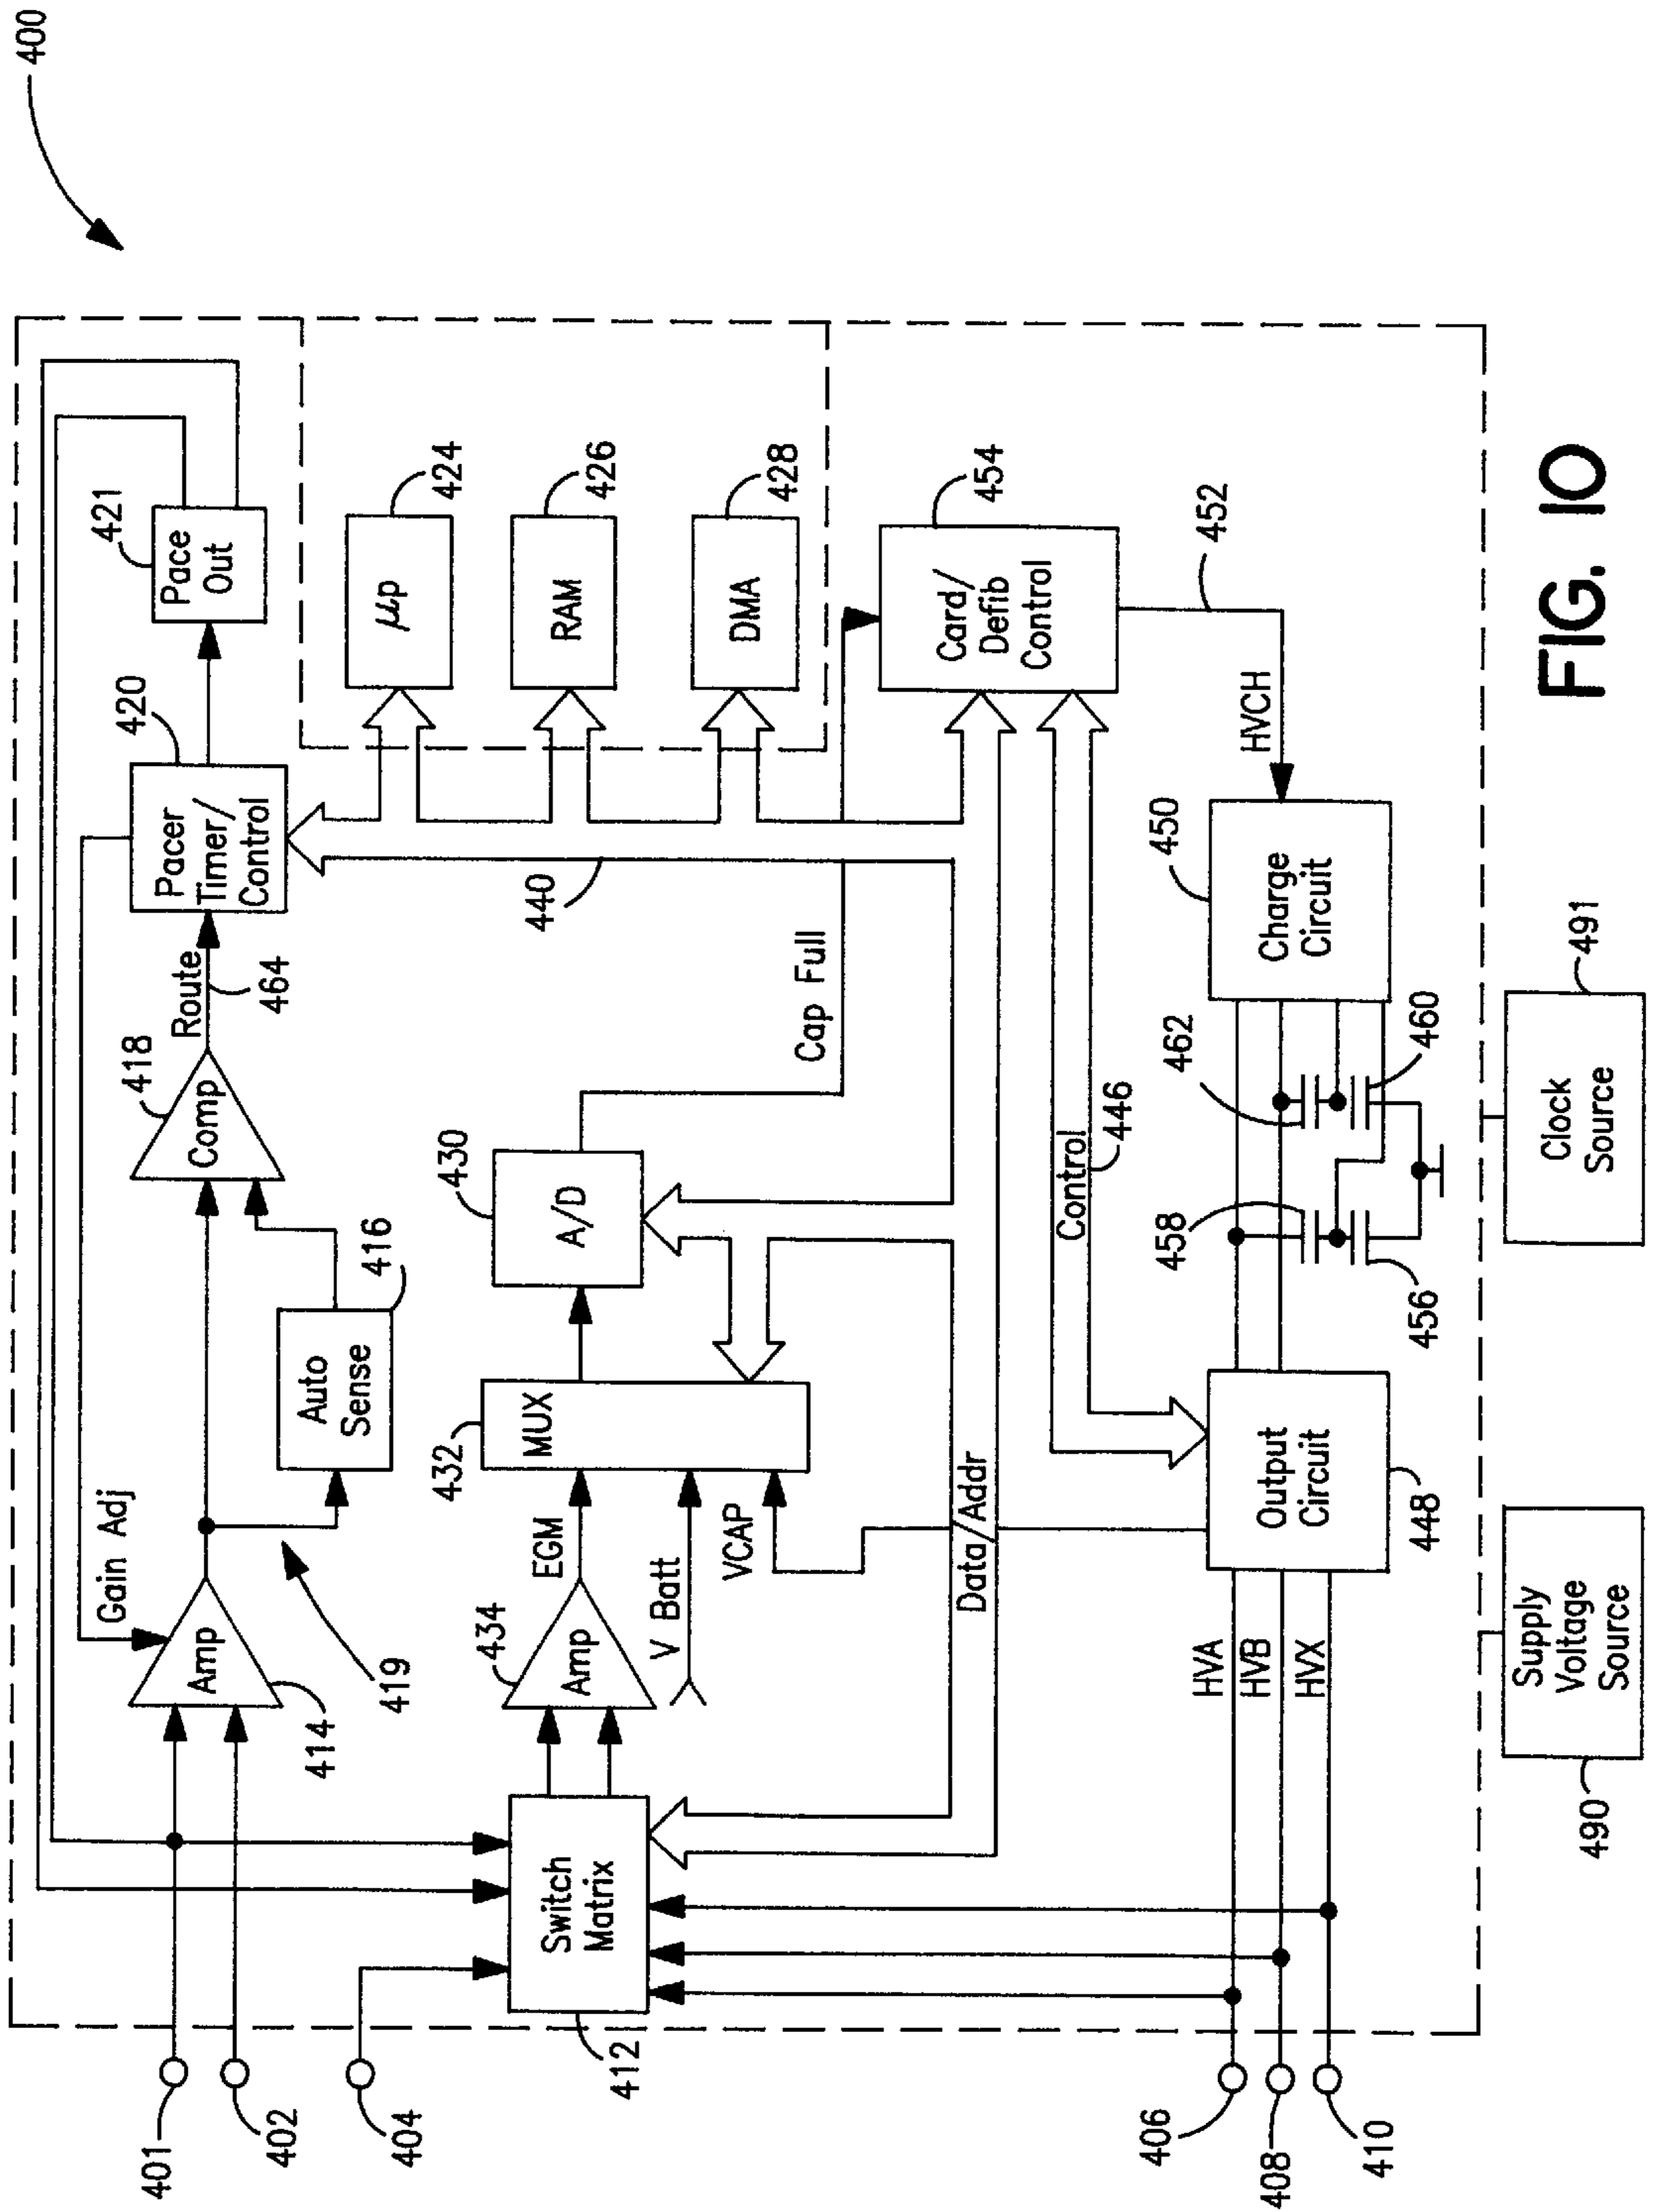 400
421
Pace
Out
420
Pacer
Timer/
Control
Route
464
418
Comp
416
Auto
Sense
Gain Adj
419
Amp
414
401
402
404
424
μp
426
RAM
428
DMA
440
Cap Full
430
A/D
432
MUX
EGM
V Batt
VCAP
434
Amp
Switch
Matrix
412
Data/Addr
454
Card/
Defib
Control
452
HVCH
Control
446
450
Charge
Circuit
462
460
458
456
Output
Circuit
448
HVA
HVB
HVX
406
408
410
491
Clock
Source
Supply
Voltage
Source
490
FIG. 10